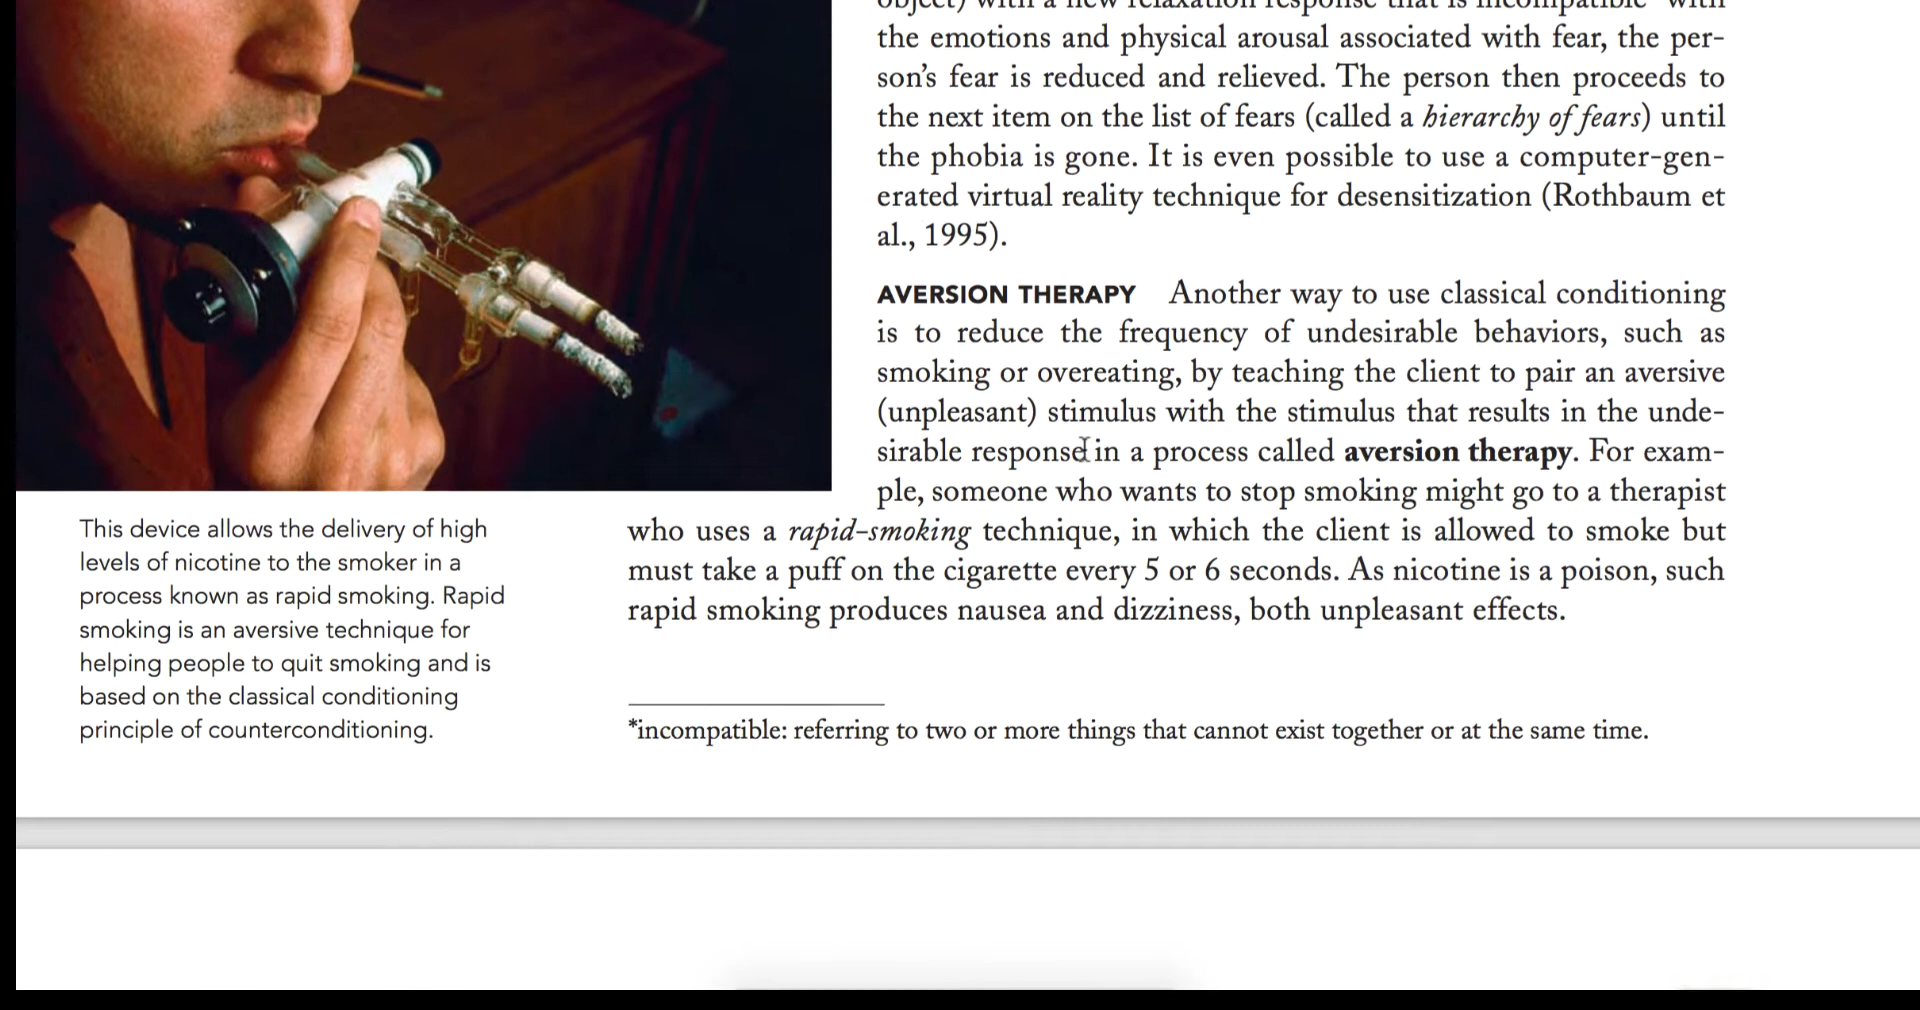 object) with a new relaxation response that is incompatible* with
the emotions and physical arousal associated with fear, the per-
son’s fear is reduced and relieved. The person then proceeds to
the next item on the list of fears (called a hierarchy of fears) until
the phobia is gone. It is even possible to use a computer-gen-
erated virtual reality technique for desensitization (Rothbaum et
al., 1995).
AVERSION THERAPY Another way to use classical conditioning
is to reduce the frequency of undesirable behaviors, such as
smoking or overeating, by teaching the client to pair an aversive
(unpleasant) stimulus with the stimulus that results in the unde-
sirable response in a process called aversion therapy. For exam-
ple, someone who wants to stop smoking might go to a therapist
who uses a rapid-smoking technique, in which the client is allowed to smoke but
must take a puff on the cigarette every 5 or 6 seconds. As nicotine is a poison, such
rapid smoking produces nausea and dizziness, both unpleasant effects.
This device allows the delivery of high
levels of nicotine to the smoker in a
process known as rapid smoking. Rapid
smoking is an aversive technique for
helping people to quit smoking and is
based on the classical conditioning
principle of counterconditioning.
*incompatible: referring to two or more things that cannot exist together or at the same time.